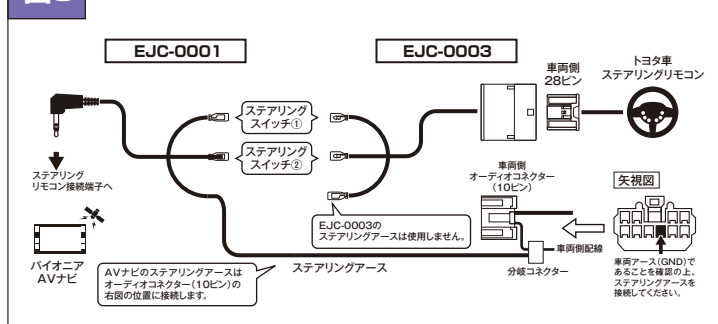 EJC-0001
EJC-0003
車両側
28ピン
トヨタ車
ステアリングリモコン
ステアリング
スイッチ①
ステアリング
スイッチ②
ステアリング
リモコン接続端子へ
車両側
オーディオコネクター
(10ピン)
矢視図
EJC-0003の
ステアリングアースは使用しません。
パイオニア
AVナビ
AVナビのステアリングアースは
オーディオコネクター(10ピン)の
右図の位置に接続します。
ステアリングアース
車両側配線
分岐コネクター
車両アース(GND)で
あることを確認の上、
ステアリングアースを
接続してください。